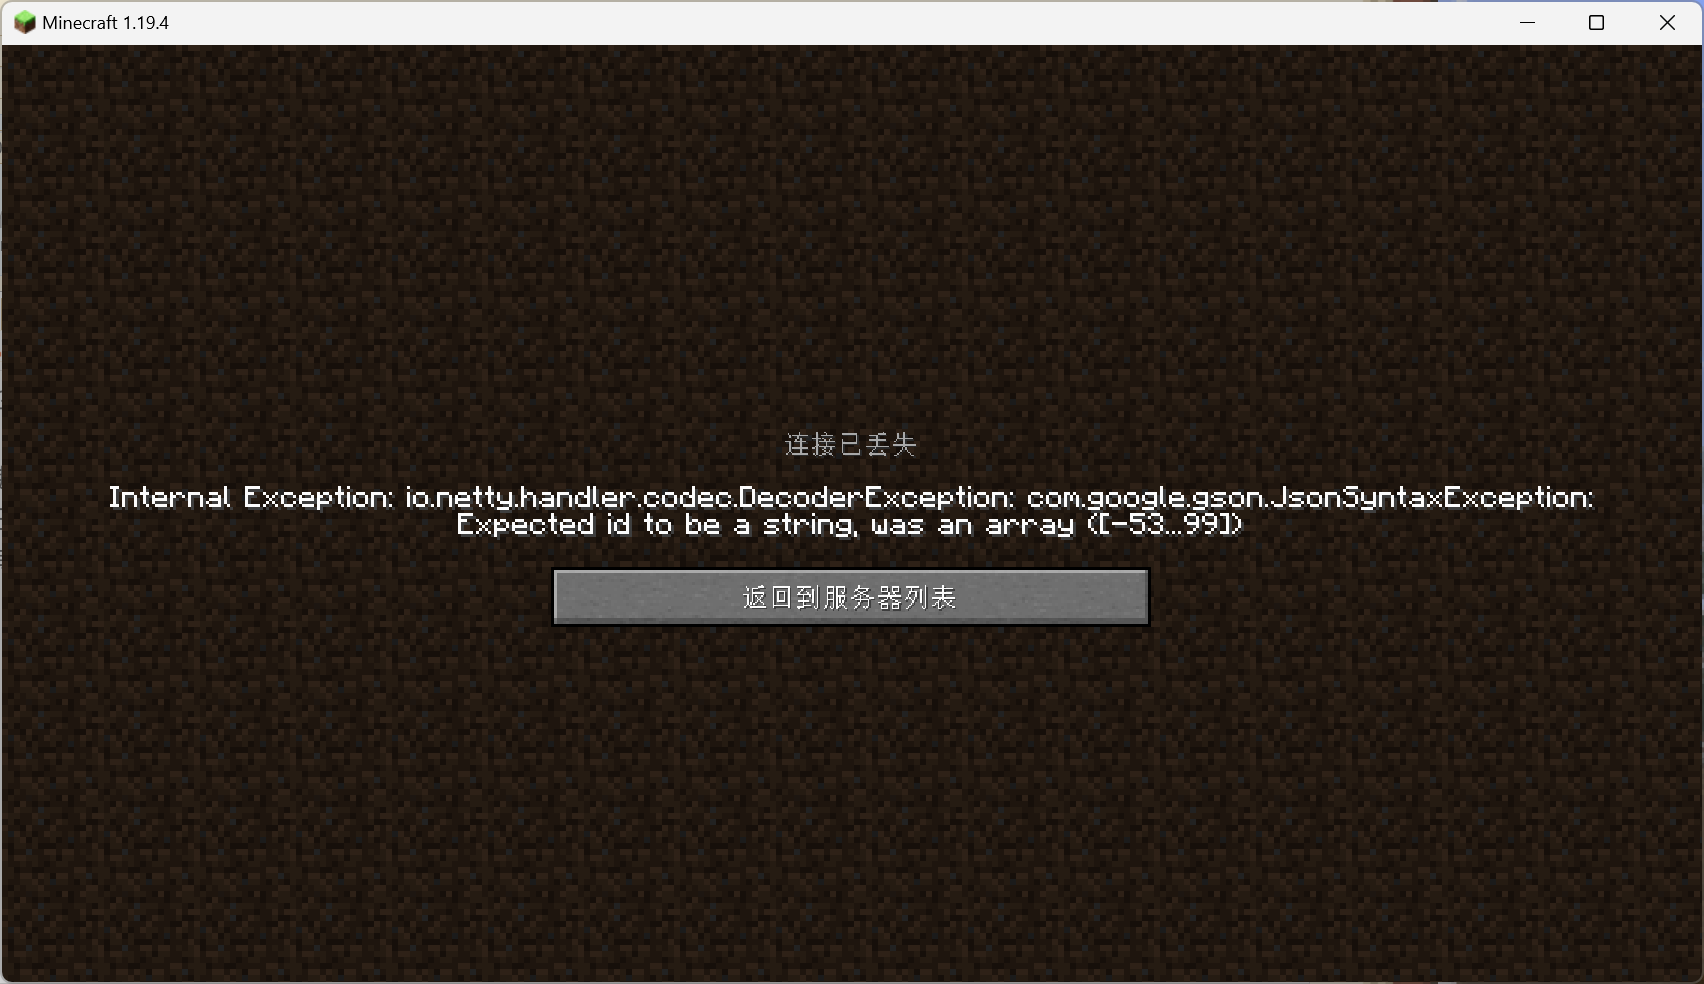 Minecraft 1.19.4
连接已丢失
Internal Exception: io.netty.handler.codec.DecoderException: com.google.gson.JsonSyntaxException:
Expected id to be a string, was an array ([-53...99])
返回到服务器列表